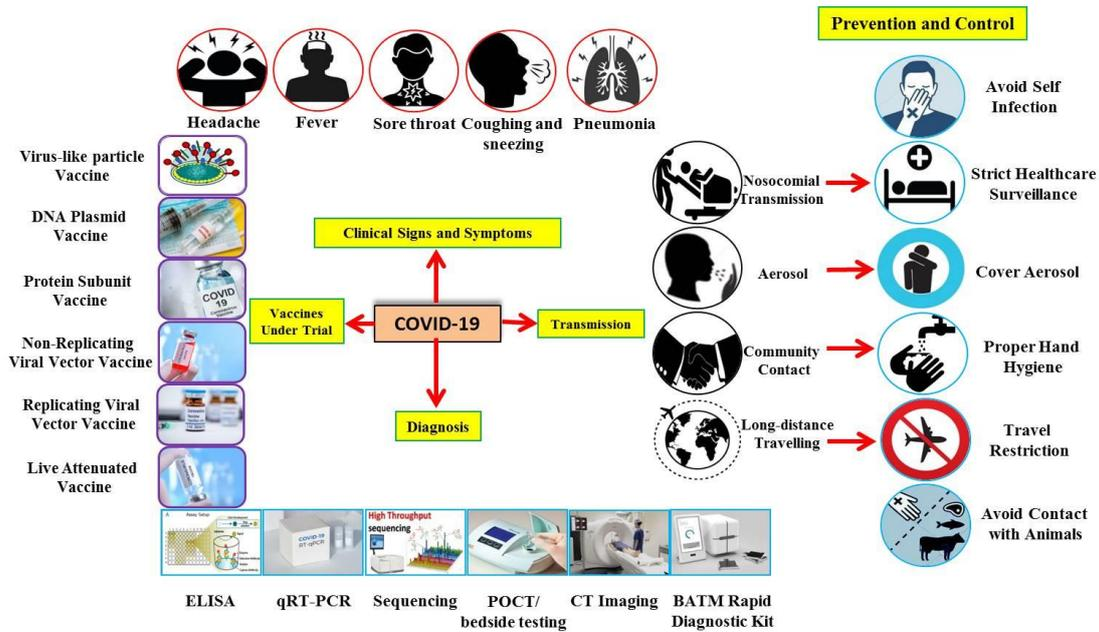 Prevention and Control
Headache
Fever
Sore throat
Coughing and
sneezing
Pneumonia
Avoid Self
Infection
Virus-like particle
Vaccine
DNA Plasmid
Vaccine
Protein Subunit
Vaccine
COVID
19
Non-Replicating
Viral Vector Vaccine
Replicating Viral
Vector Vaccine
Live Attenuated
Vaccine
Clinical Signs and Symptoms
Vaccines
Under Trial
COVID-19
Transmission
Diagnosis
Nosocomial
Transmission
Strict Healthcare
Surveillance
Aerosol
Cover Aerosol
Community
Contact
Proper Hand
Hygiene
Long-distance
Travelling
Travel
Restriction
Avoid Contact
with Animals
Assay Setup
COVID-19
RT-qPCR
High Throughput
sequencing
ELISA
qRT-PCR
Sequencing
POCT/
bedside testing
CT Imaging
BATM Rapid
Diagnostic Kit